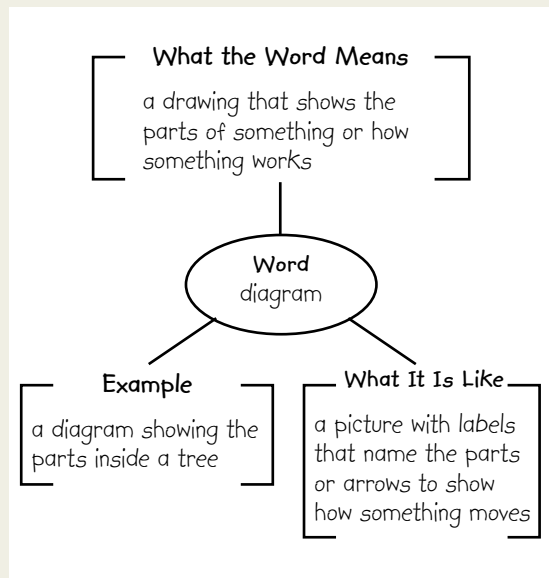 What the Word Means
a drawing that shows the
parts of something or how
something works
Word
diagram
Example
a diagram showing the
parts inside a tree
What It Is Like
a picture with labels
that name the parts
or arrows to show
how something moves